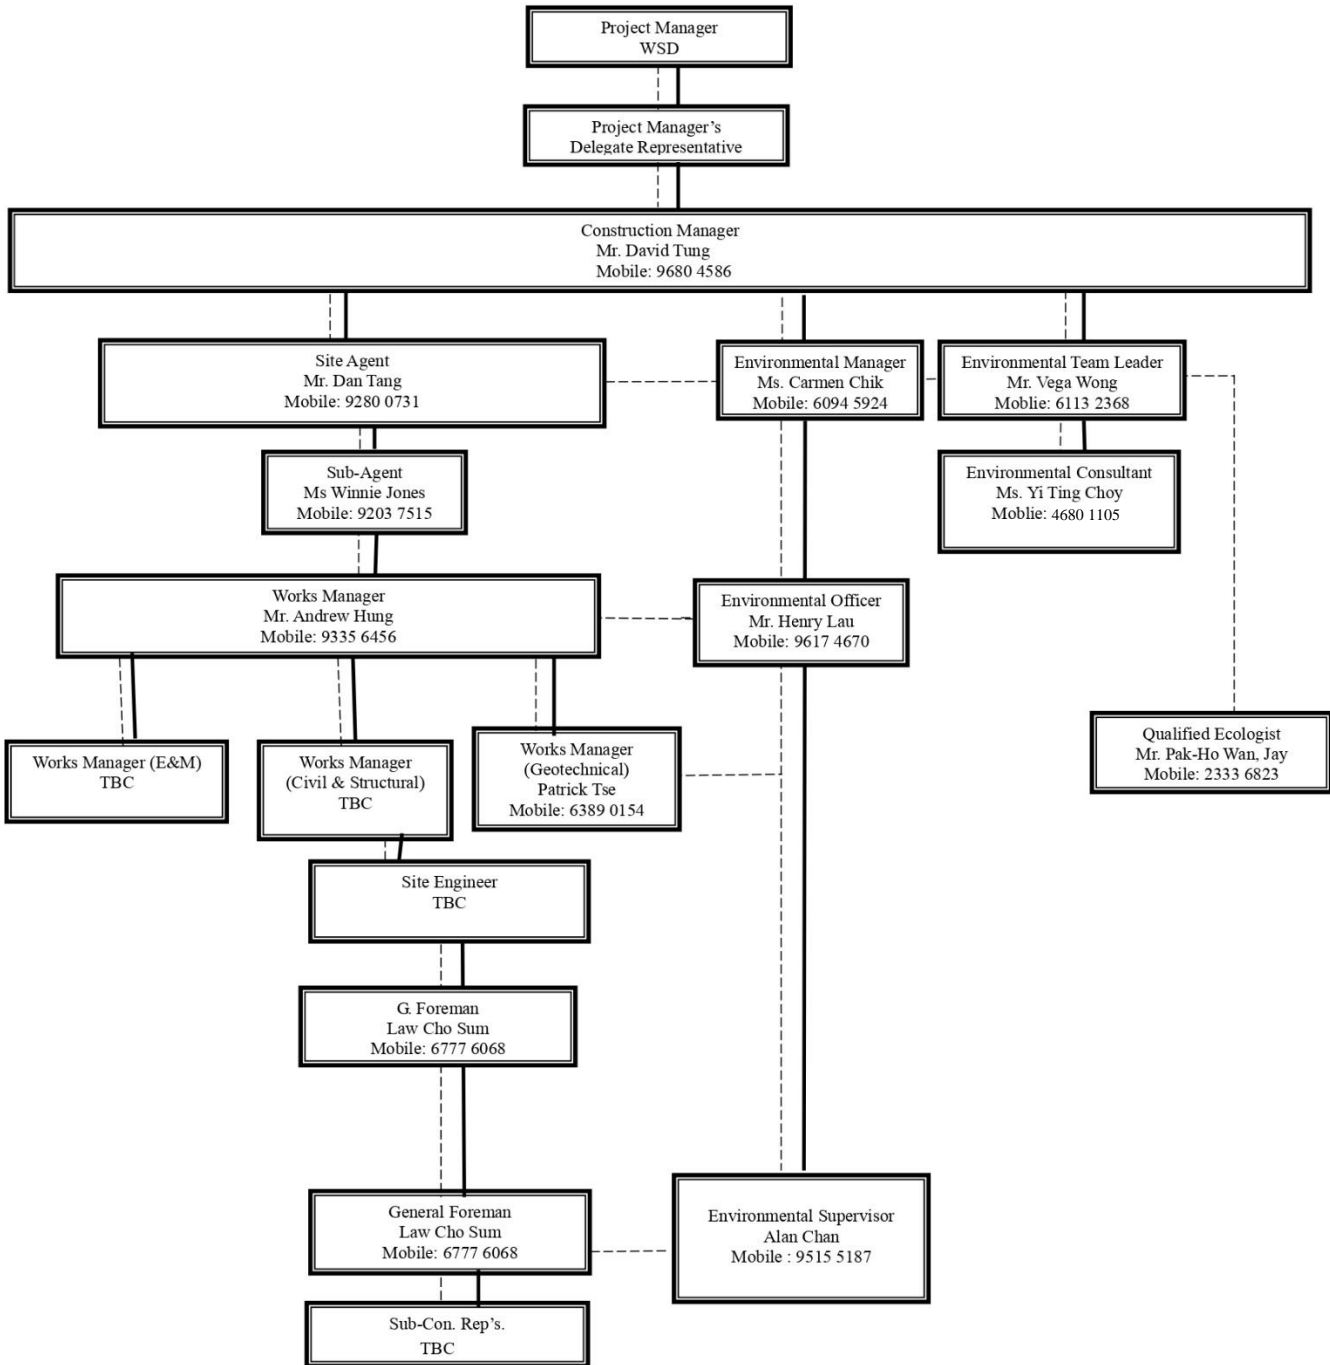 Project Manager
WSD
Project Manager's
Delegate Representative
Construction Manager
Mr. David Tung
Mobile: 9680 4586
Site Agent
Mr. Dan Tang
Mobile: 9280 0731
Environmental Manager
Ms. Carmen Chik
Mobile: 6094 5924
Environmental Team Leader
Mr. Vega Wong
Moblie: 6113 2368
Sub-Agent
Ms Winnie Jones
Mobile: 9203 7515
Environmental Consultant
Ms. Yi Ting Choy
Moblie: 4680 1105
Works Manager
Mr. Andrew Hung
Mobile: 9335 6456
Environmental Officer
Mr. Henry Lau
Mobile: 9617 4670
Works Manager (E&M)
TBC
Works Manager
(Civil & Structural)
TBC
Works Manager
(Geotechnical)
Patrick Tse
Mobile: 6389 0154
Qualified Ecologist
Mr. Pak-Ho Wan, Jay
Mobile: 2333 6823
Site Engineer
TBC
G. Foreman
Law Cho Sum
Mobile: 6777 6068
General Foreman
Law Cho Sum
Mobile: 6777 6068
Environmental Supervisor
Alan Chan
Mobile : 9515 5187
Sub-Con. Rep's.
TBC